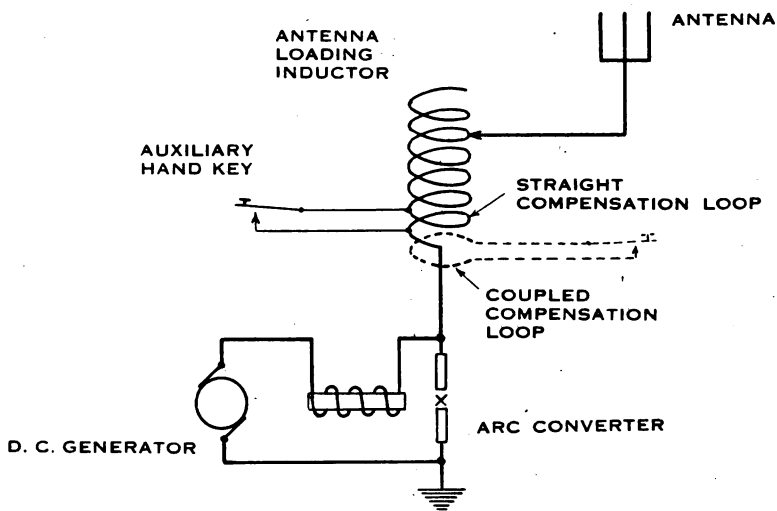 ANTENNA
ANTENNA
LOADING
INDUCTOR
AUXILIARY
HAND KEY
STRAIGHT
COMPENSATION LOOP
COUPLED
COMPENSATION
LOOP
ARC CONVERTER
D. C. GENERATOR